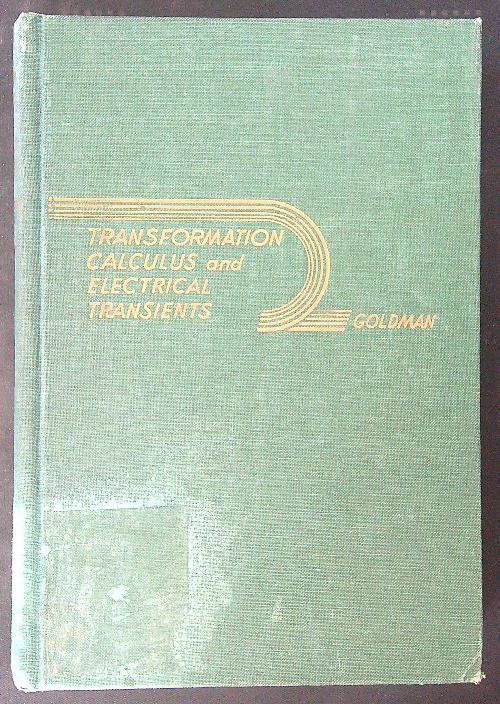 TRANSFORMATION
CALCULUS and
ELECTRICAL
TRANSIENTS
GOLDMAN